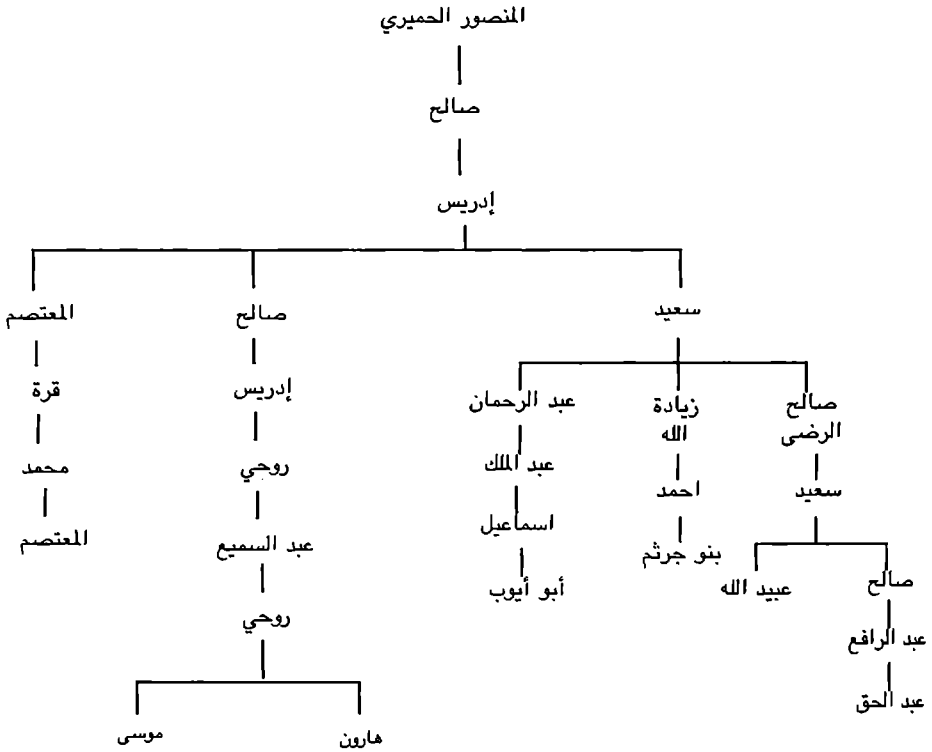 المنصور الحميري
صالح
إدريس
سعيد
صالح
المعتصم
صالح
الرضى
زيادة
الله
عبد الرحمان
إدريس
قرة
سعيد
احمد
عبد الملك
روحي
محمد
اسماعيل
عبد السميع
المعتصم
صالح
عبيد الله
بنو جرثم
أبو أيوب
روحي
عبد الرافع
عبد الحق
هارون
موسى